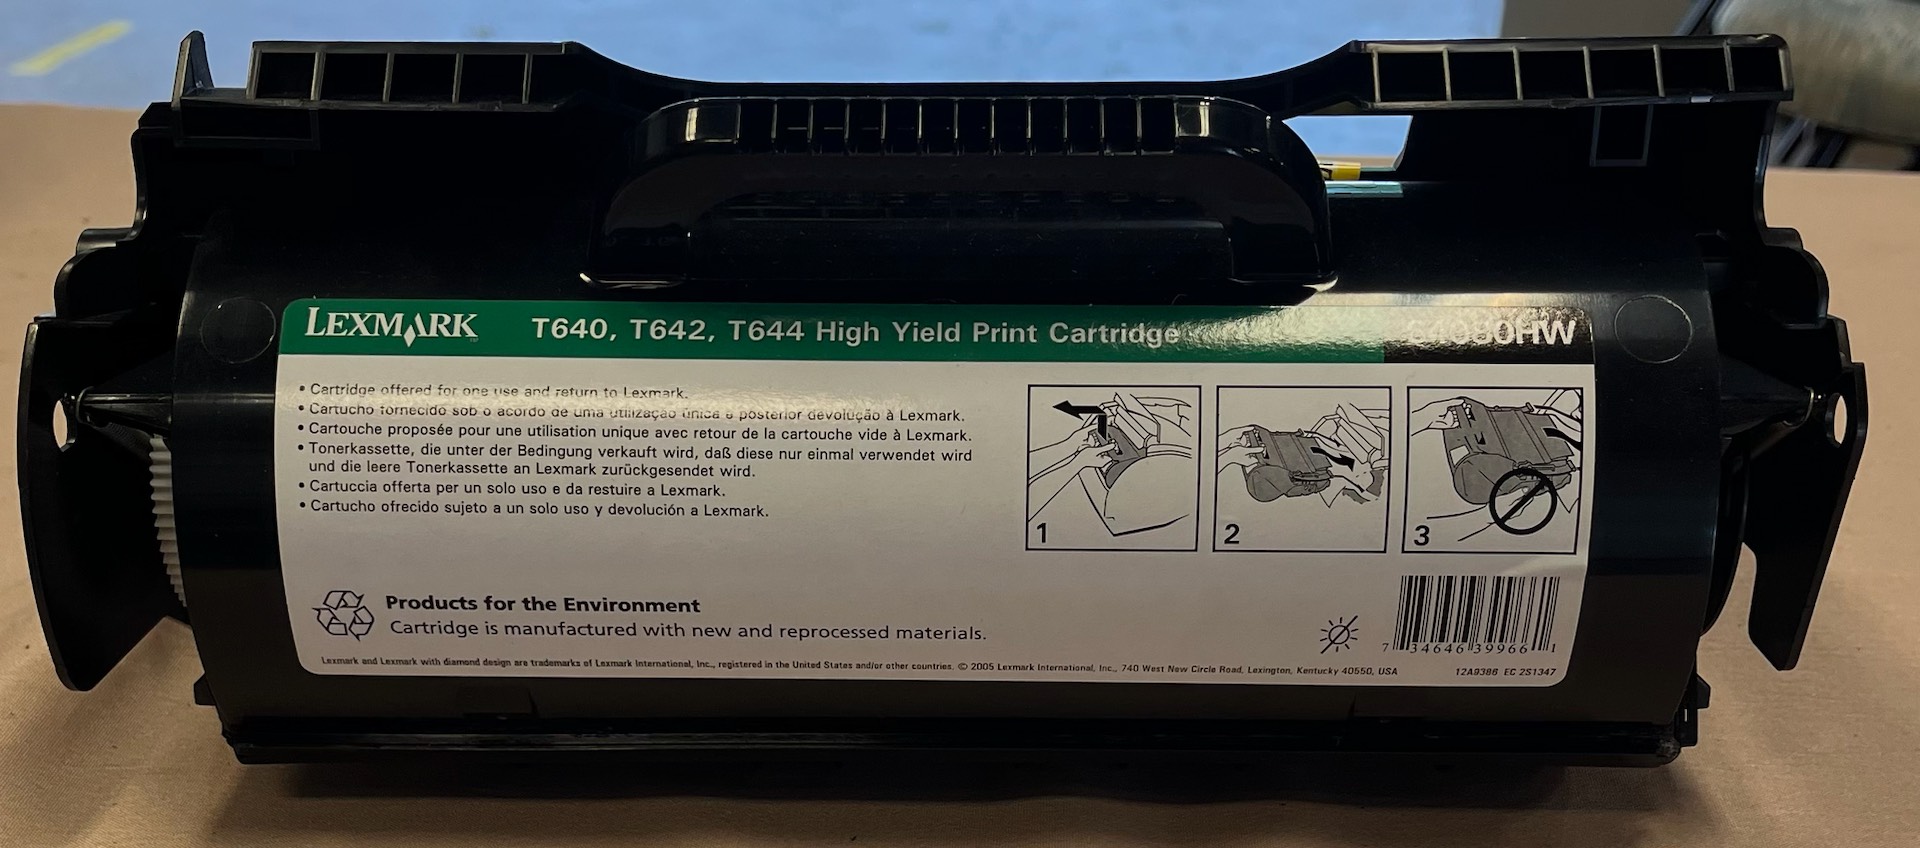 LEXMARK™ T640, T642, T644 High Yield Print Cartridge 64080HW
• Cartridge offered for one use and return to Lexmark.
• Cartucho fornecido sob o acordo de uma utilização única e posterior devolução à Lexmark.
• Cartouche proposée pour une utilisation unique avec retour de la cartouche vide à Lexmark.
• Tonerkassette, die unter der Bedingung verkauft wird, daß diese nur einmal verwendet wird
und die leere Tonerkassette an Lexmark zurückgesendet wird.
• Cartuccia offerta per un solo uso e da restuire a Lexmark.
• Cartucho ofrecido sujeto a un solo uso y devolución a Lexmark.
1 2 3
Products for the Environment
Cartridge is manufactured with new and reprocessed materials.
7 34646 39966 1
Lexmark and Lexmark with diamond design are trademarks of Lexmark International, Inc., registered in the United States and/or other countries. © 2005 Lexmark International, Inc., 740 West New Circle Road, Lexington, Kentucky 40550, USA
12A9386 EC 2S1347